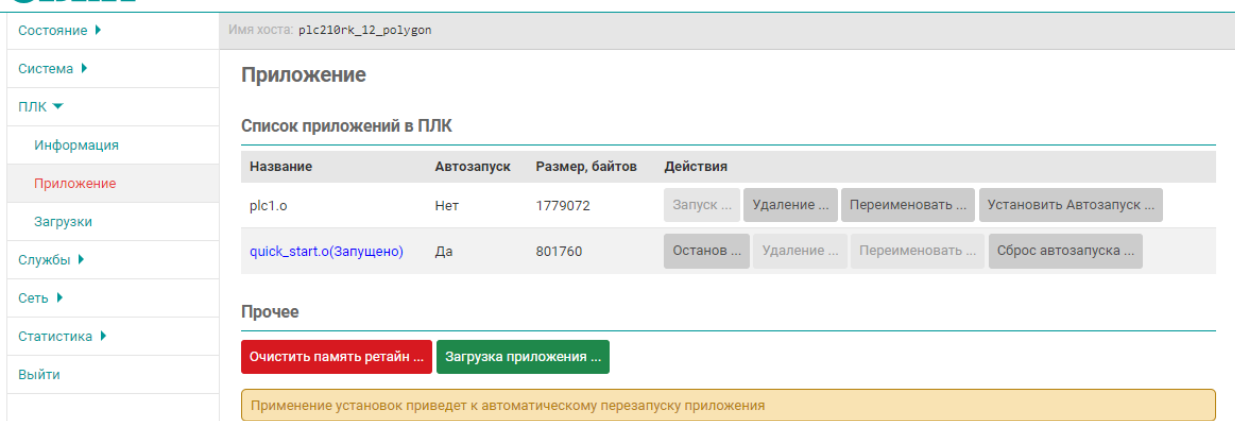 Состояние
Имя хоста: plc210rk_12_polygon
Система
Приложение
ПЛК
Список приложений в ПЛК
Информация
Название Автозапуск Размер, байтов Действия
Приложение
plc1.o Нет 1779072 Запуск ... Удаление ... Переименовать ... Установить Автозапуск ...
Загрузки
quick_start.o(Запущено) Да 801760 Останов ... Удаление ... Переименовать ... Сброс автозапуска ...
Службы
Сеть
Прочее
Статистика
Очистить память ретайн ... Загрузка приложения ...
Выйти
Применение установок приведет к автоматическому перезапуску приложения